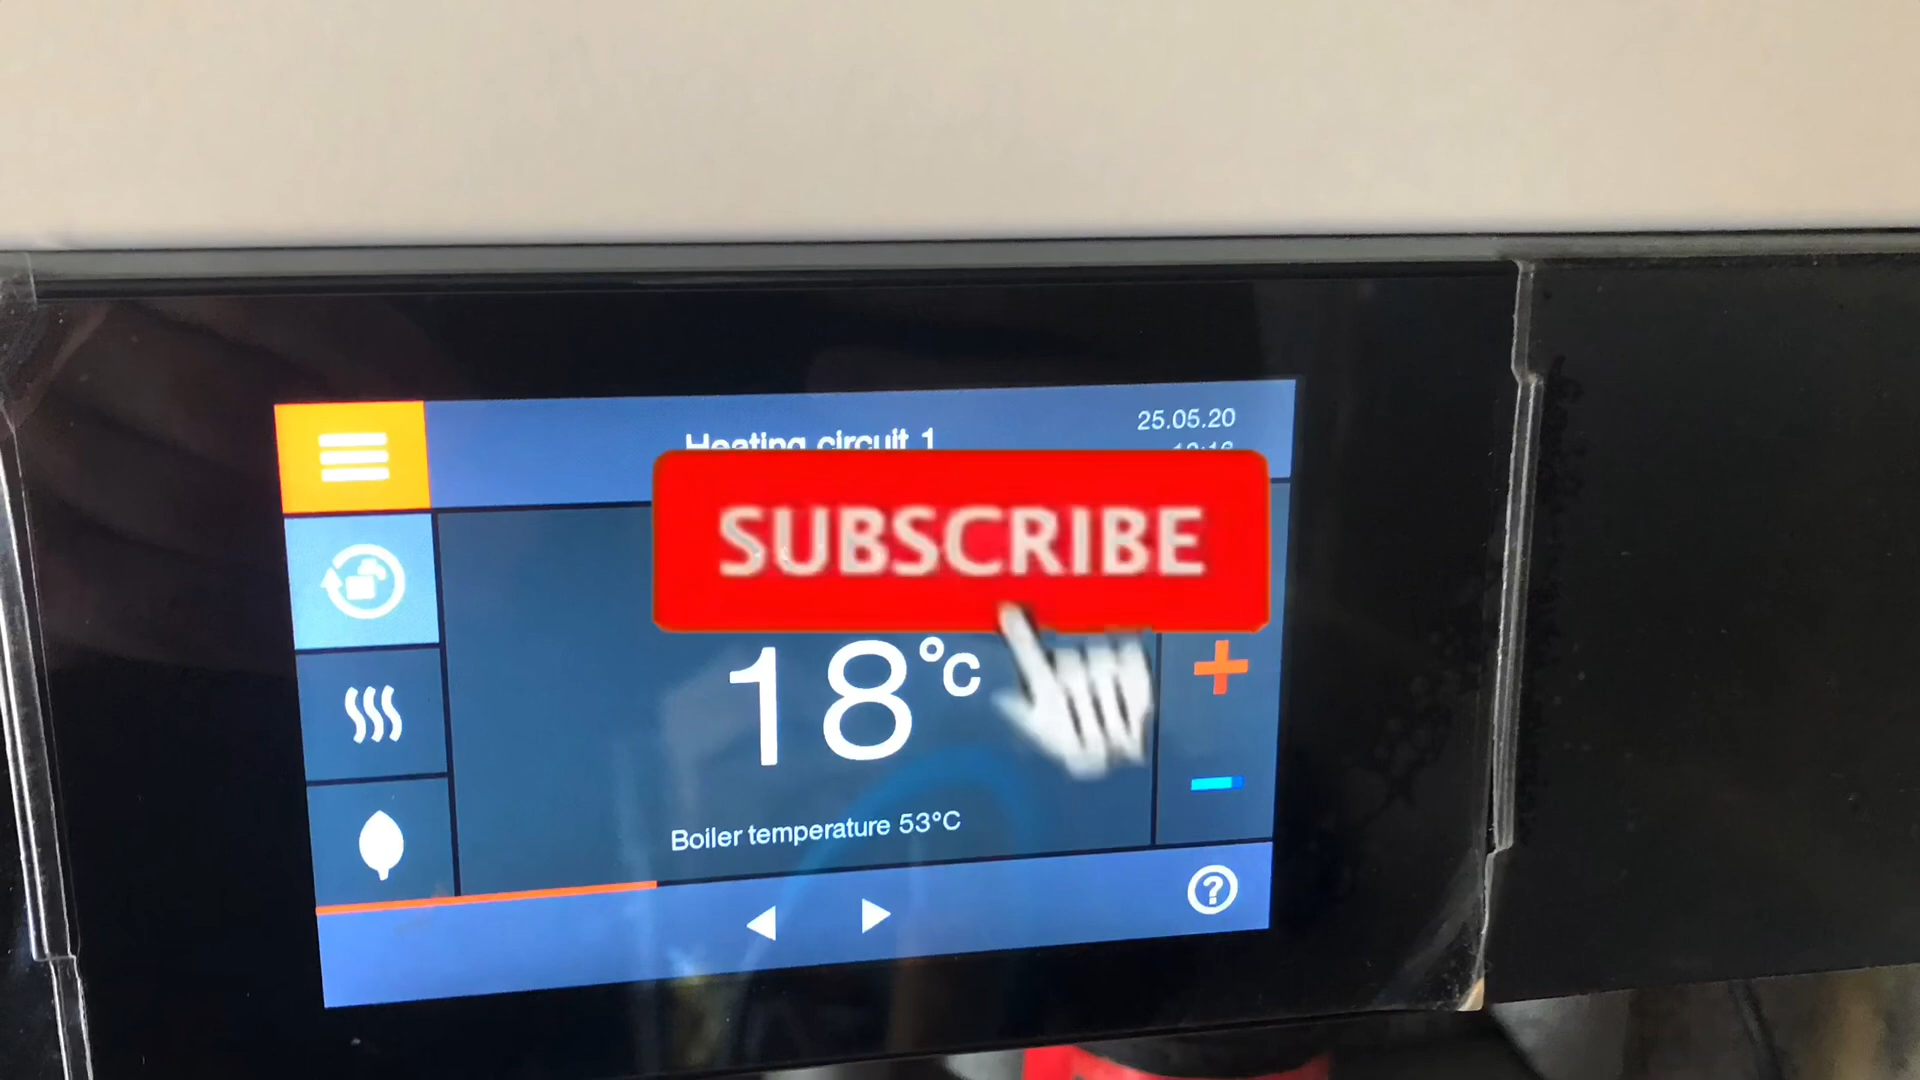 Heating circuit 1
25.05.20
SUBSCRIBE
18°C
Boiler temperature 53°C